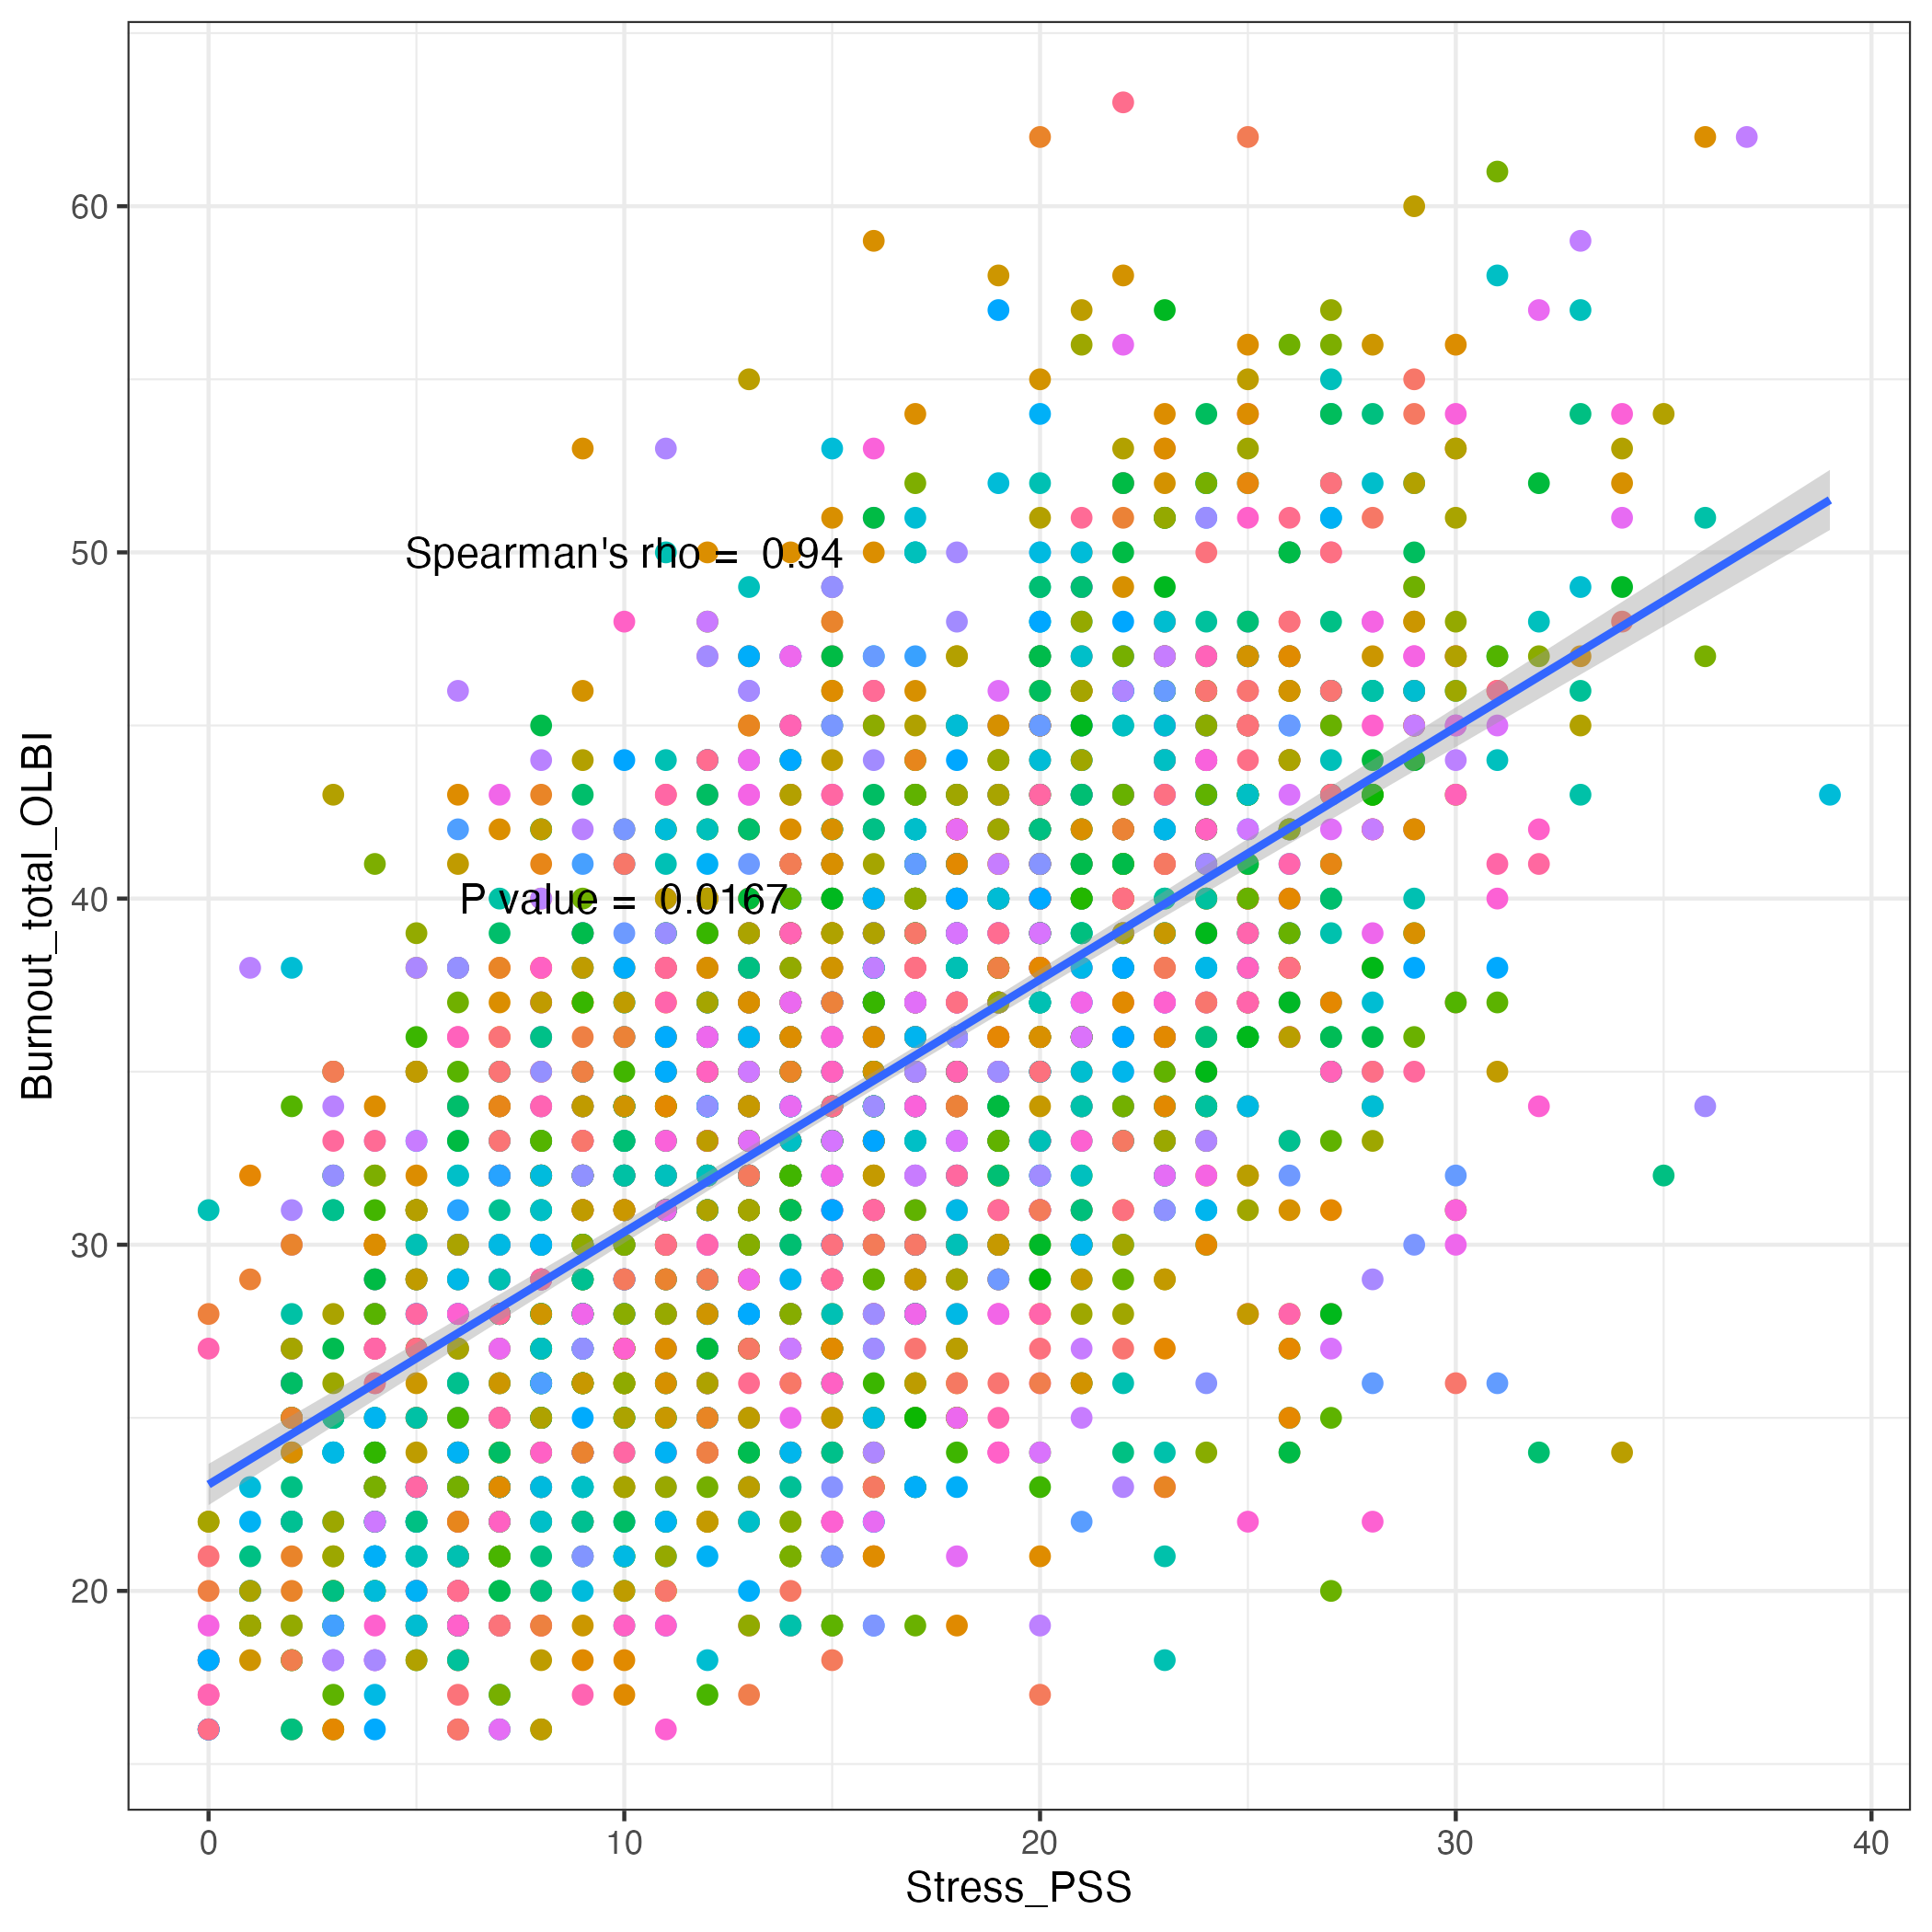 60
50
40
30
20
Burnout_total_OLBI
Spearman's rho = 0.94
P value = 0.0167
0
10
20
30
40
Stress_PSS